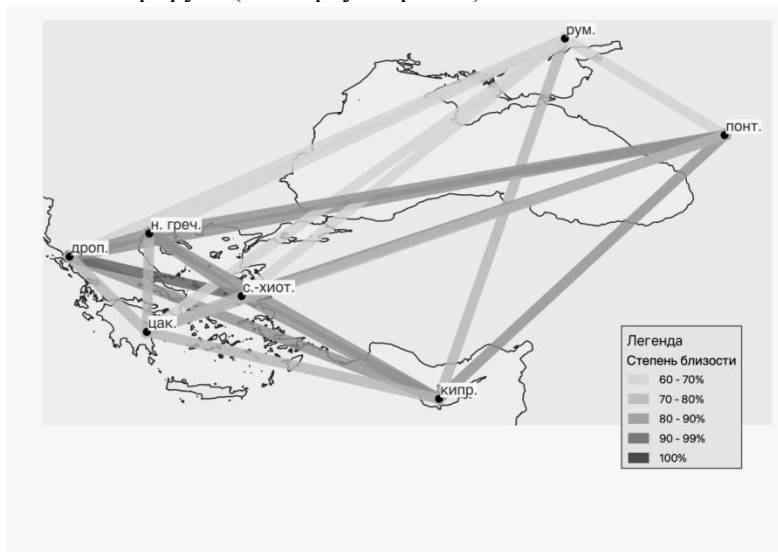 рум.
понт.
н. греч.
дроп.
с.-хиот.
цак.
кипр.
Легенда
Степень близости
60 - 70%
70 - 80%
80 - 90%
90 - 99%
100%